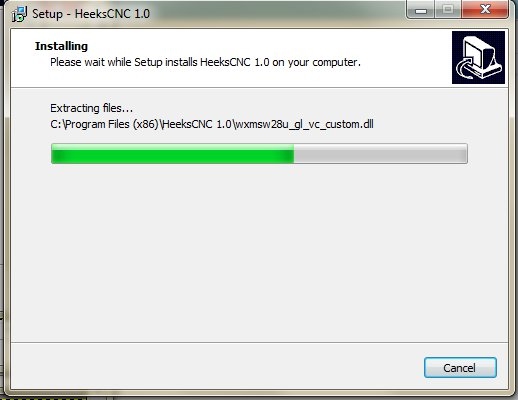 Setup - HeeksCNC 1.0
Installing
Please wait while Setup installs HeeksCNC 1.0 on your computer.
Extracting files...
C:\Program Files (x86)\HeeksCNC 1.0\wxmsw28u_gl_vc_custom.dll
Cancel